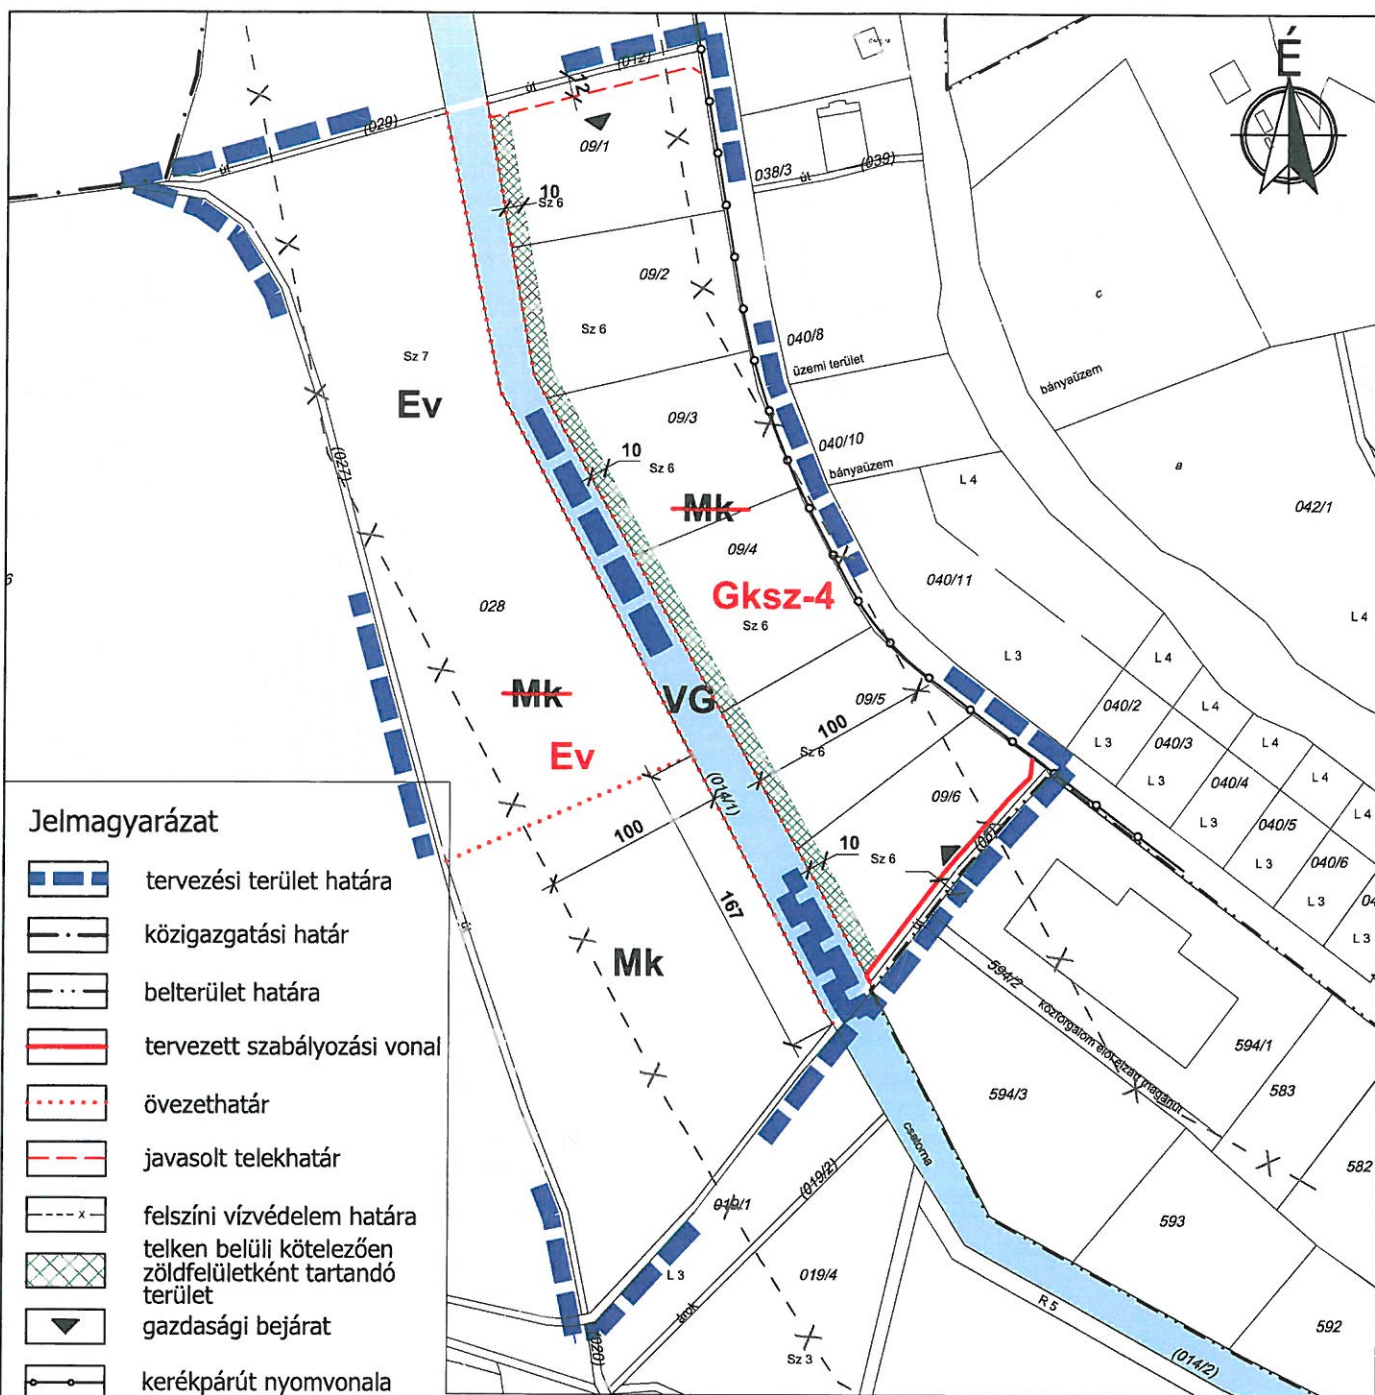 É
(012)
út
12
(029)
út
09/1
038/3
út
(039)
10
Sz 6
09/2
Sz 6
c
040/8
üzemi terület
bányaüzem
Sz 7
Ev
09/3
10
Sz 6
040/10
bányaüzem
L 4
a
042/1
(027)
Mk
09/4
Gksz-4
Sz 6
040/11
028
L 3
L 4
L 4
Mk
VG
09/5
100
Sz 6
Ev
040/2
L 4
L 3
040/3
L 4
L 3
040/4
L 4
L 3
040/5
L 4
L 3
040/6
L 3
L 3
(014/1)
09/6
100
10
Sz 6
167
út
út
Mk
594/2
közforgalom elől elzárt magánút
594/1
583
594/3
582
csatorna
593
(019/2)
019/1
L 3
019/4
árok
R 5
592
(020)
Sz 3
(014/2)
Jelmagyarázat
tervezési terület határa
közigazgatási határ
belterület határa
tervezett szabályozási vonal
övezethatár
javasolt telekhatár
felszíni vízvédelem határa
telken belüli kötelezően
zöldfelületként tartandó
terület
gazdasági bejárat
kerékpárút nyomvonala